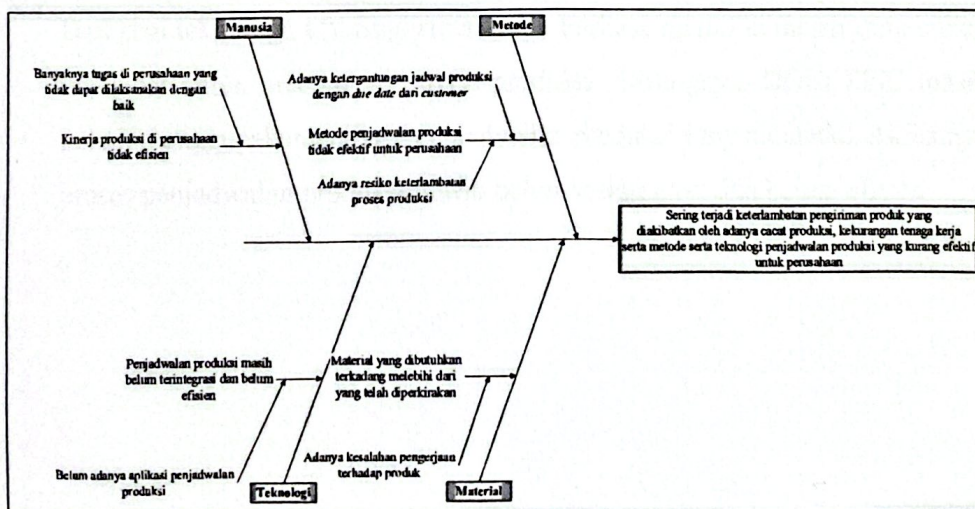 Manusia
Metode
Banyaknya tugas di perusahaan yang
tidak dapat dilaksanakan dengan
baik
Kinerja produksi di perusahaan
tidak efisien
Adanya ketergantungan jadwal produksi
dengan due date dari customer
Metode penjadwalan produksi
tidak efektif untuk perusahaan
Adanya resiko keterlambatan
proses produksi
Sering terjadi keterlambatan pengiriman produk yang
diakibatkan oleh adanya cacat produksi, kekurangan tenaga kerja
serta metode serta teknologi penjadwalan produksi yang kurang efektif
untuk perusahaan
Penjadwalan produksi masih
belum terintegrasi dan belum
efisien
Material yang dibutuhkan
terkadang melebihi dari
yang telah diperkirakan
Belum adanya aplikasi penjadwalan
produksi
Adanya kesalahan pengerjaan
terhadap produk
Teknologi
Material